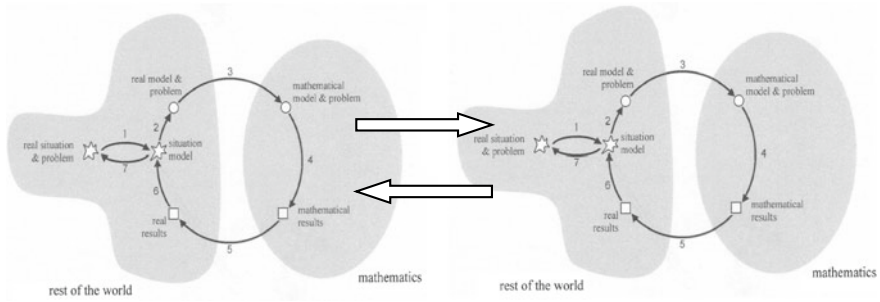 real model &
problem
3
mathematical
model & problem
real situation
& problem
1
2
situation
model
7
4
6
real
results
mathematical
results
5
mathematics
rest of the world
3
real model &
problem
mathematical
model & problem
real situation
& problem
1
2
situation
model
7
4
6
real
results
mathematical
results
5
mathematics
rest of the world